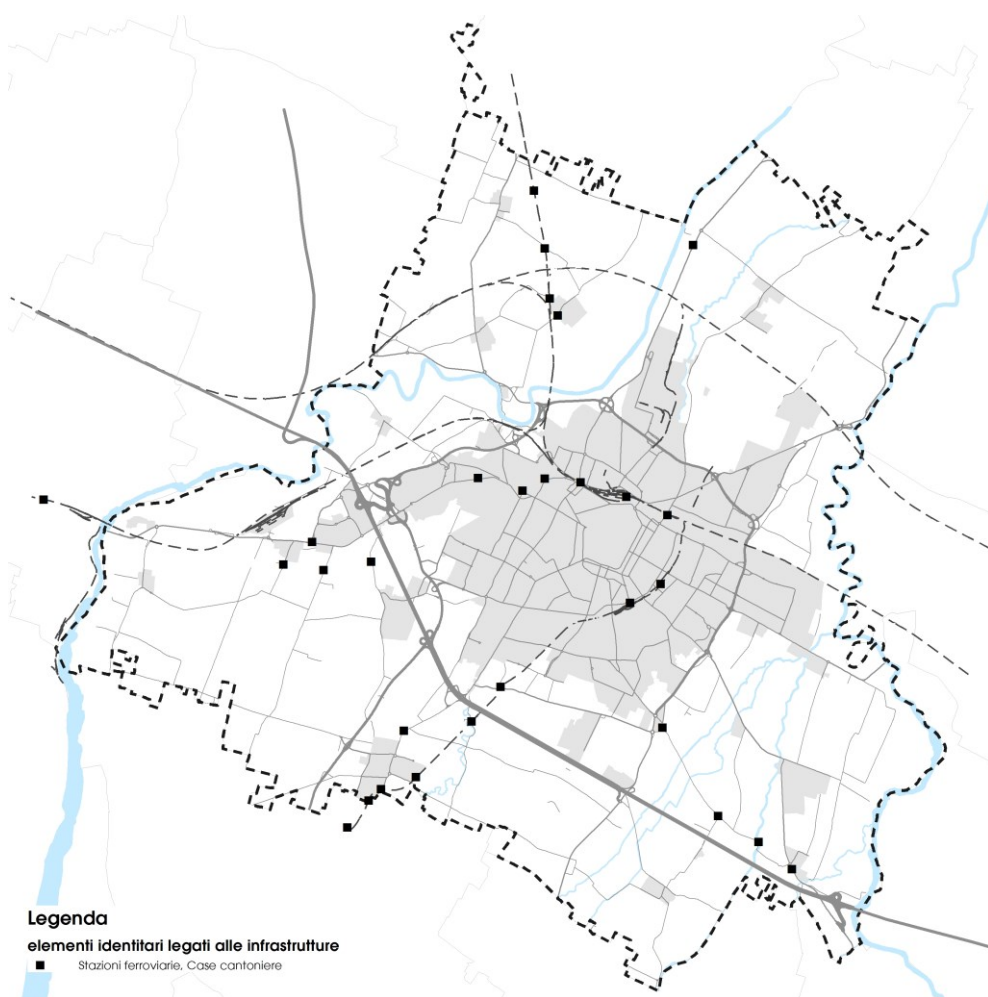 Legenda
elementi identitari legati alle infrastrutture
Stazioni ferroviarie, Case cantoniere